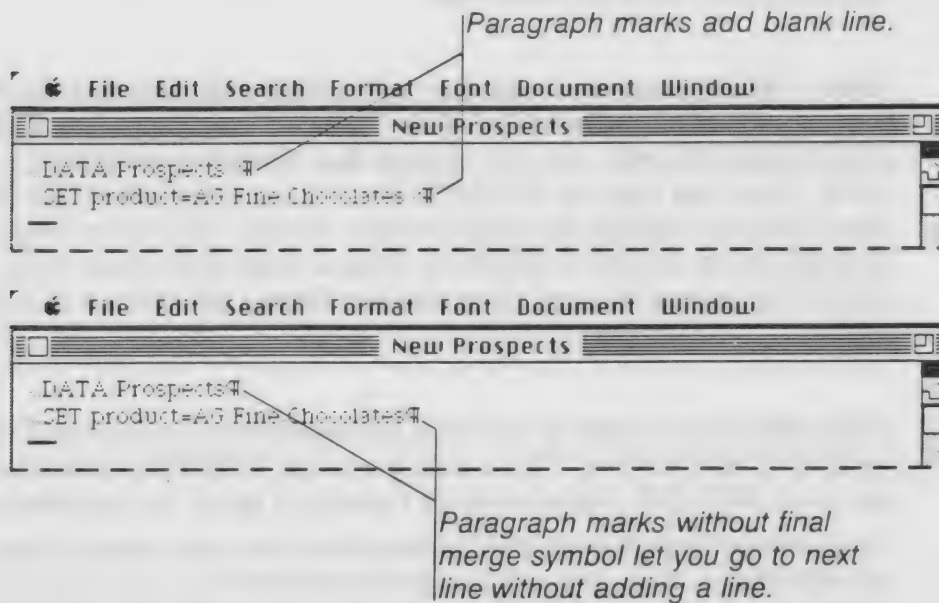 Paragraph marks add blank line.
File Edit Search Format Font Document Window
New Prospects
DATA Prospects ¶
SET product=AG Fine Chocolates ¶
File Edit Search Format Font Document Window
New Prospects
DATA Prospects¶
SET product=AG Fine Chocolates¶
Paragraph marks without final
merge symbol let you go to next
line without adding a line.